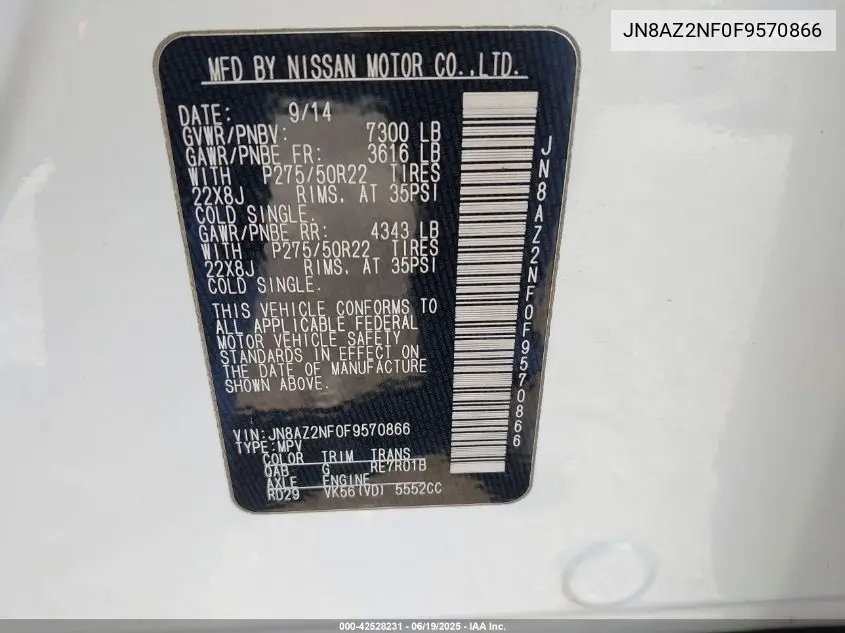 JN8AZ2NF0F9570866
MFD BY NISSAN MOTOR CO.,LTD.
DATE: 9/14
GVWR/PNBV: 7300 LB
GAWR/PNBE FR: 3616 LB
WITH P275/50R22 TIRES
22X8J RIMS. AT 35PSI
COLD SINGLE.
GAWR/PNBE RR: 4343 LB
WITH P275/50R22 TIRES
22X8J RIMS. AT 35PSI
COLD SINGLE.
THIS VEHICLE CONFORMS TO
ALL APPLICABLE FEDERAL
MOTOR VEHICLE SAFETY
STANDARDS IN EFFECT ON
THE DATE OF MANUFACTURE
SHOWN ABOVE.
VIN:JN8AZ2NF0F9570866
TYPE:MPV
COLOR TRIM TRANS
QAB G RE7R01B
AXLE ENGINE
RD29 VK56(VD) 5552CC
JN8AZ2NF0F9570866
000-42528231 - 06/19/2025 - IAA Inc.